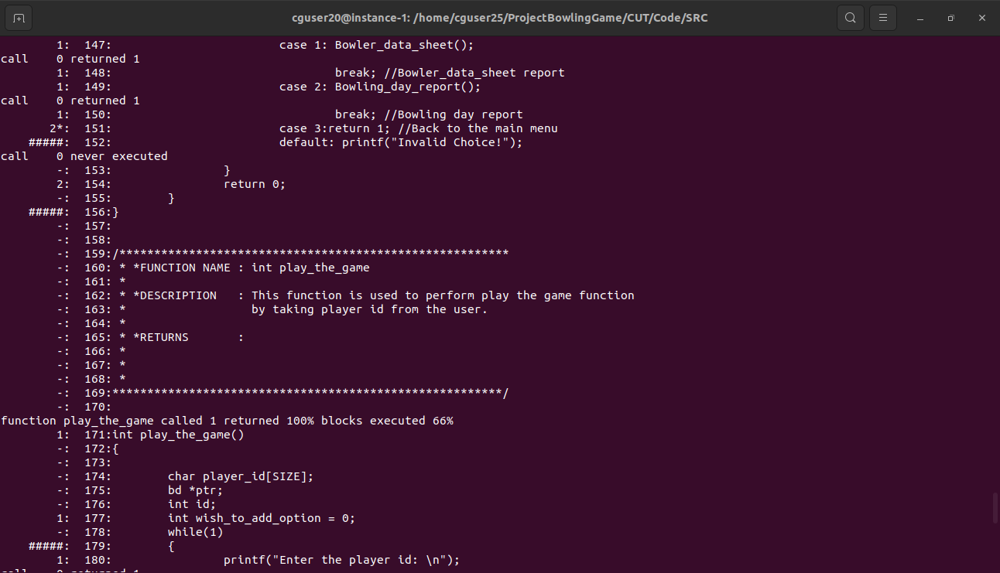 cguser20@instance-1: /home/cguser25/ProjectBowlingGame/CUT/Code/SRC
        1:  147:                        case 1: Bowler_data_sheet();
call    0 returned 1
        1:  148:                                break; //Bowler_data_sheet report
        1:  149:                        case 2: Bowling_day_report();
call    0 returned 1
        1:  150:                                break; //Bowling day report
       2*:  151:                        case 3:return 1; //Back to the main menu
    #####:  152:                        default: printf("Invalid Choice!");
call    0 never executed
        -:  153:                }
        2:  154:                return 0;
        -:  155:        }
    #####:  156:}
        -:  157:
        -:  158:
        -:  159:/********************************************************
        -:  160: * *FUNCTION NAME : int play_the_game
        -:  161: *
        -:  162: * *DESCRIPTION   : This function is used to perform play the game function
        -:  163: *                  by taking player id from the user.
        -:  164: *
        -:  165: * *RETURNS       :
        -:  166: *
        -:  167: *
        -:  168: *
        -:  169:********************************************************/
        -:  170:
function play_the_game called 1 returned 100% blocks executed 66%
        1:  171:int play_the_game()
        -:  172:{
        -:  173:
        -:  174:        char player_id[SIZE];
        -:  175:        bd *ptr;
        -:  176:        int id;
        1:  177:        int wish_to_add_option = 0;
        -:  178:        while(1)
    #####:  179:        {
        1:  180:                printf("Enter the player id: \n");
call    0 returned 1